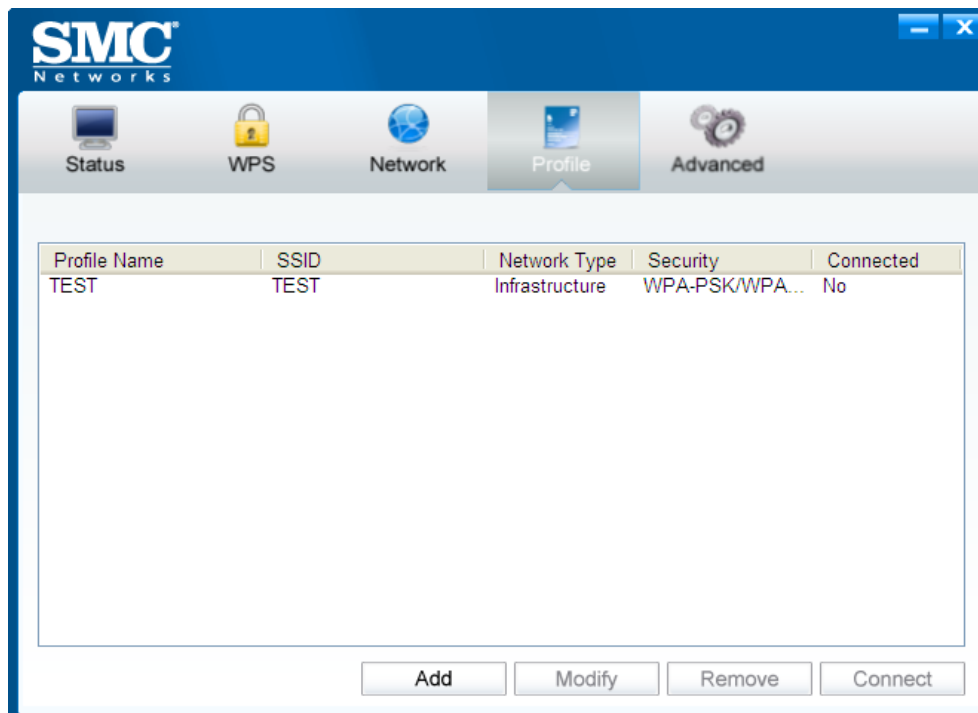 SMC®
Networks
Status WPS Network Profile Advanced
Profile Name SSID Network Type Security Connected
TEST TEST Infrastructure WPA-PSK/WPA... No
Add Modify Remove Connect